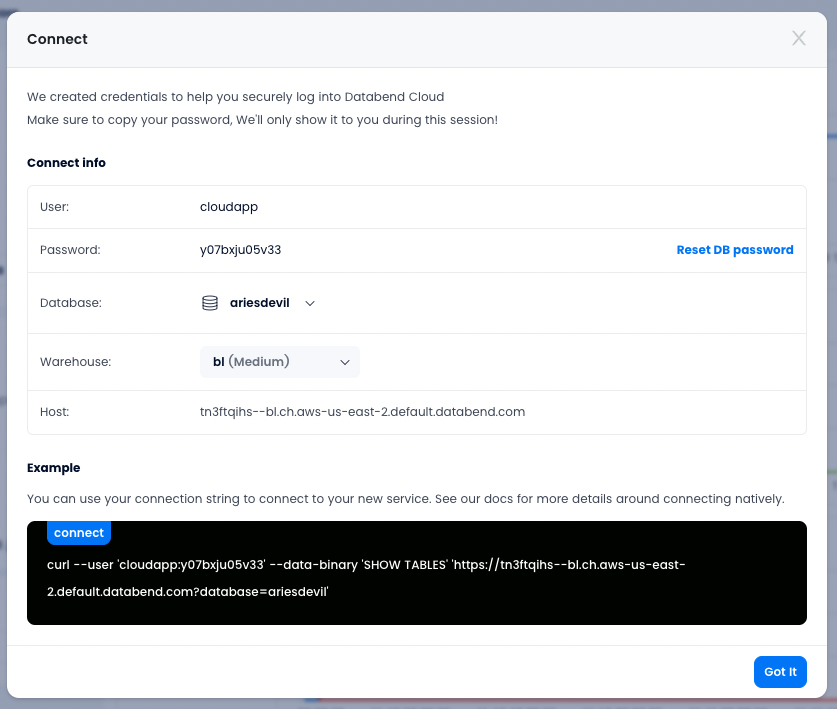 Connect
We created credentials to help you securely log into Databend Cloud
Make sure to copy your password, We'll only show it to you during this session!
Connect info
User: cloudapp
Password: y07bxju05v33 Reset DB password
Database: ariesdevil
Warehouse: bl (Medium)
Host: tn3ftqihs--bl.ch.aws-us-east-2.default.databend.com
Example
You can use your connection string to connect to your new service. See our docs for more details around connecting natively.
connect
curl --user 'cloudapp:y07bxju05v33' --data-binary 'SHOW TABLES' 'https://tn3ftqihs--bl.ch.aws-us-east-
2.default.databend.com?database=ariesdevil'
Got It